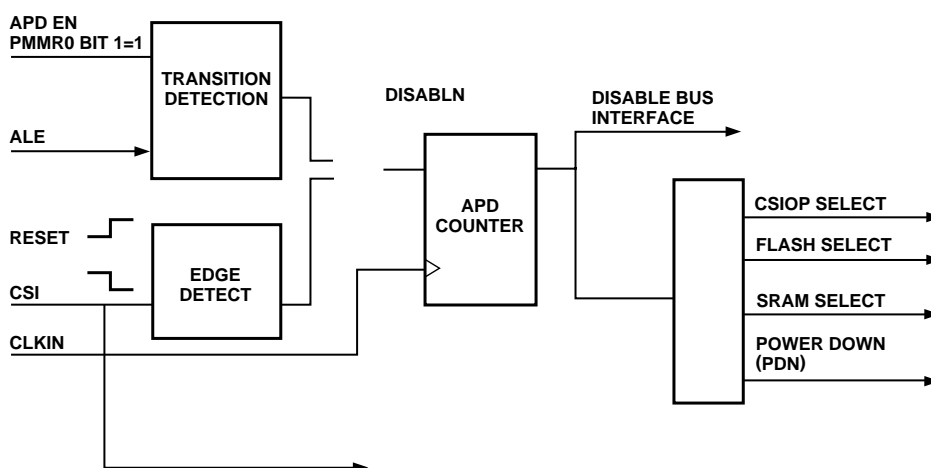 APD EN
PMMR0 BIT 1=1
TRANSITION
DETECTION
DISABLN
DISABLE BUS
INTERFACE
ALE
APD
COUNTER
CSIOP SELECT
RESET
FLASH SELECT
EDGE
DETECT
CSI
SRAM SELECT
CLKIN
POWER DOWN
(PDN)